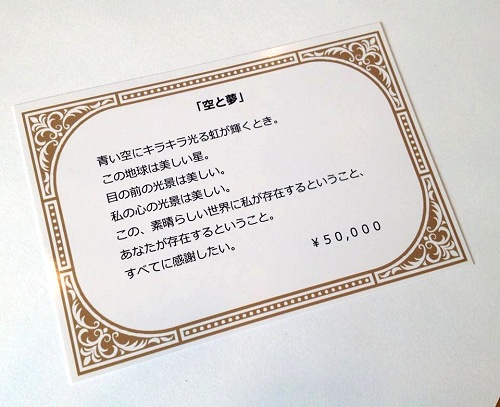 「空と夢」
青い空にキラキラ光る虹が輝くとき。
この地球は美しい星。
目の前の光景は美しい。
私の心の光景は美しい。
この、素晴らしい世界に私が存在するということ、
あなたが存在するということ。
すべてに感謝したい。
￥５０,０００